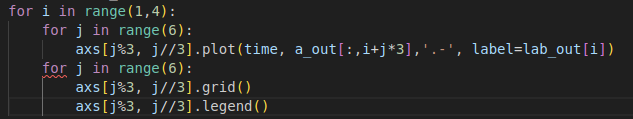 for i in range(1,4):
    for j in range(6):
        axs[j%3, j//3].plot(time, a_out[:,i+j*3],'.-', label=lab_out[i])
    for j in range(6):
        axs[j%3, j//3].grid()
        axs[j%3, j//3].legend()